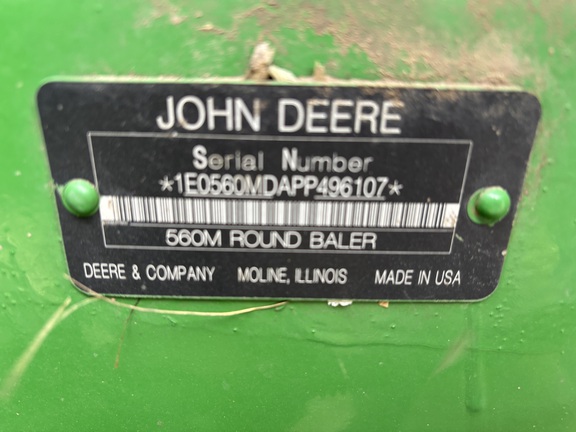 JOHN DEERE
Serial Number
*1E0560MDAPP496107*
560M ROUND BALER
DEERE & COMPANY MOLINE, ILLINOIS MADE IN USA